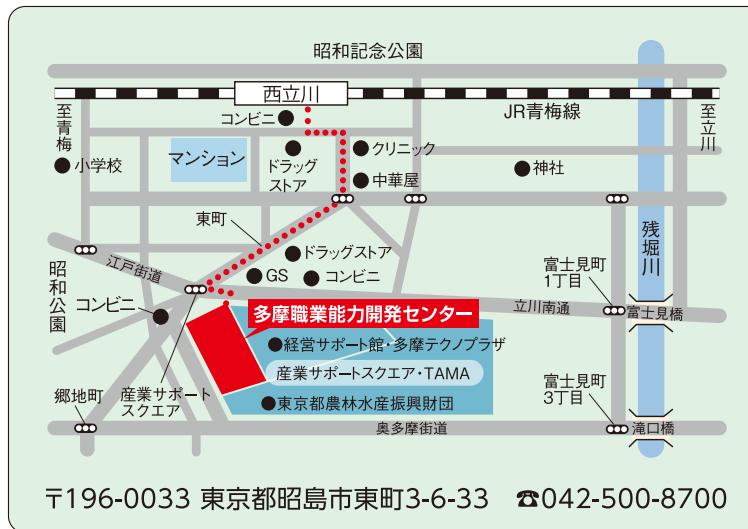 昭和記念公園
西立川
JR青梅線
至青梅
至立川
コンビニ
小学校
マンション
ドラッグ
ストア
クリニック
中華屋
神社
東町
残堀川
ドラッグストア
江戸街道
GS
コンビニ
昭和公園
コンビニ
富士見町
1丁目
立川南通
富士見橋
多摩職業能力開発センター
経営サポート館・多摩テクノプラザ
産業サポートスクエア・TAMA
東京都農林水産振興財団
郷地町
産業サポート
スクエア
富士見町
3丁目
奥多摩街道
滝口橋
〒196-0033 東京都昭島市東町3-6-33 ☎042-500-8700